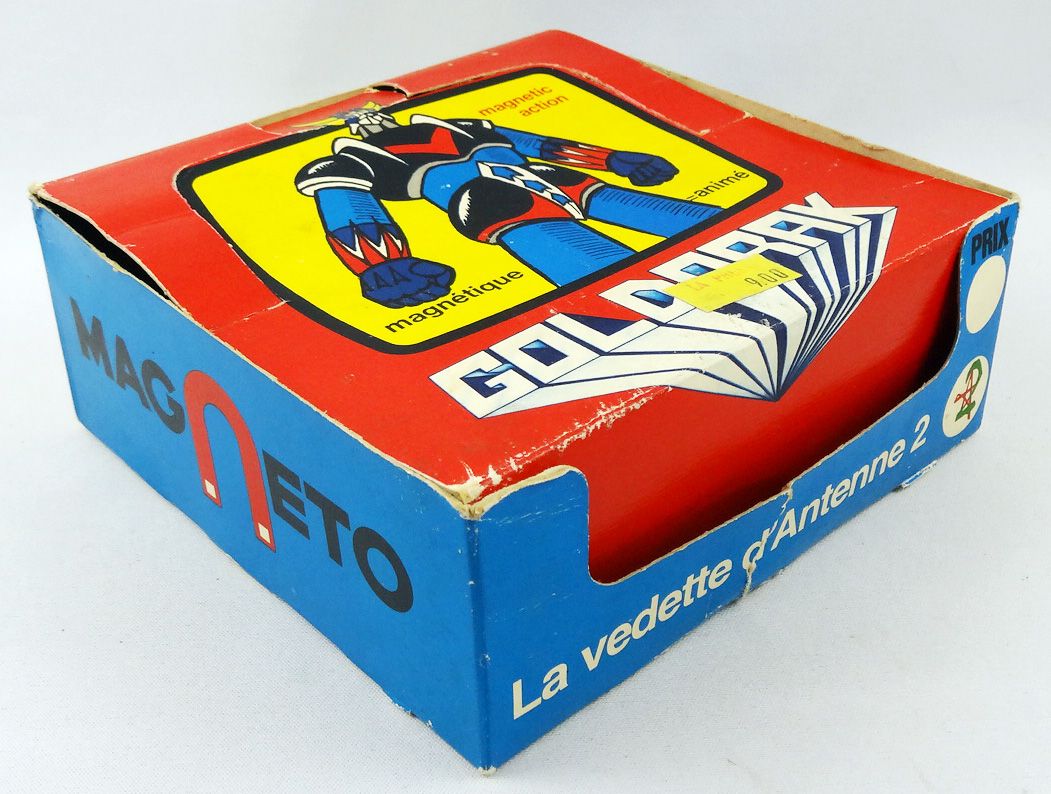 magnetic
action
magnétique
-animé
GOLDORAK
9.00
PRIX
MAGNETO
La vedette d'Antenne 2